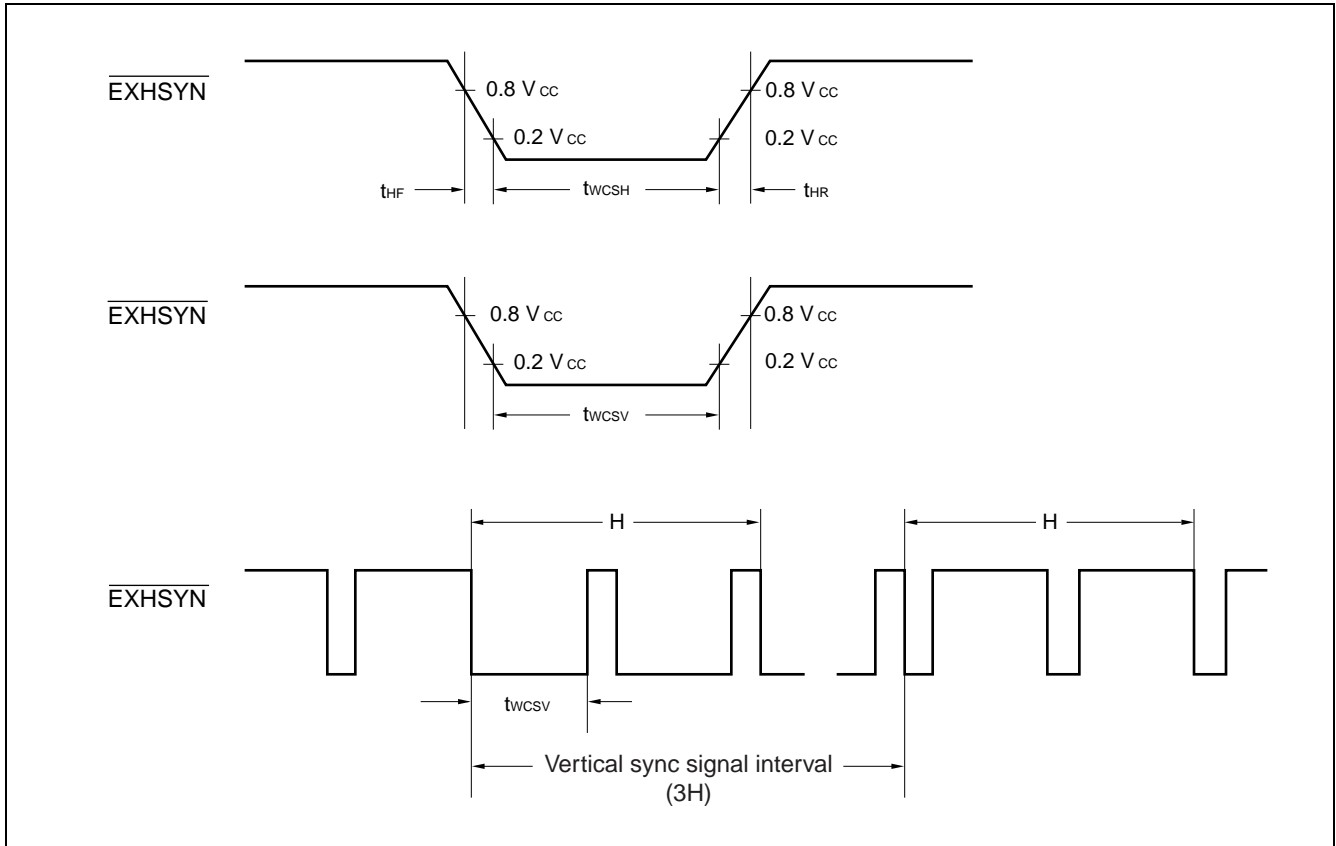 EXHSYN
0.8 VCC
0.8 VCC
0.2 VCC
0.2 VCC
tHF
tWCSH
tHR
EXHSYN
0.8 VCC
0.8 VCC
0.2 VCC
0.2 VCC
tWCSV
H
H
EXHSYN
tWCSV
Vertical sync signal interval
(3H)